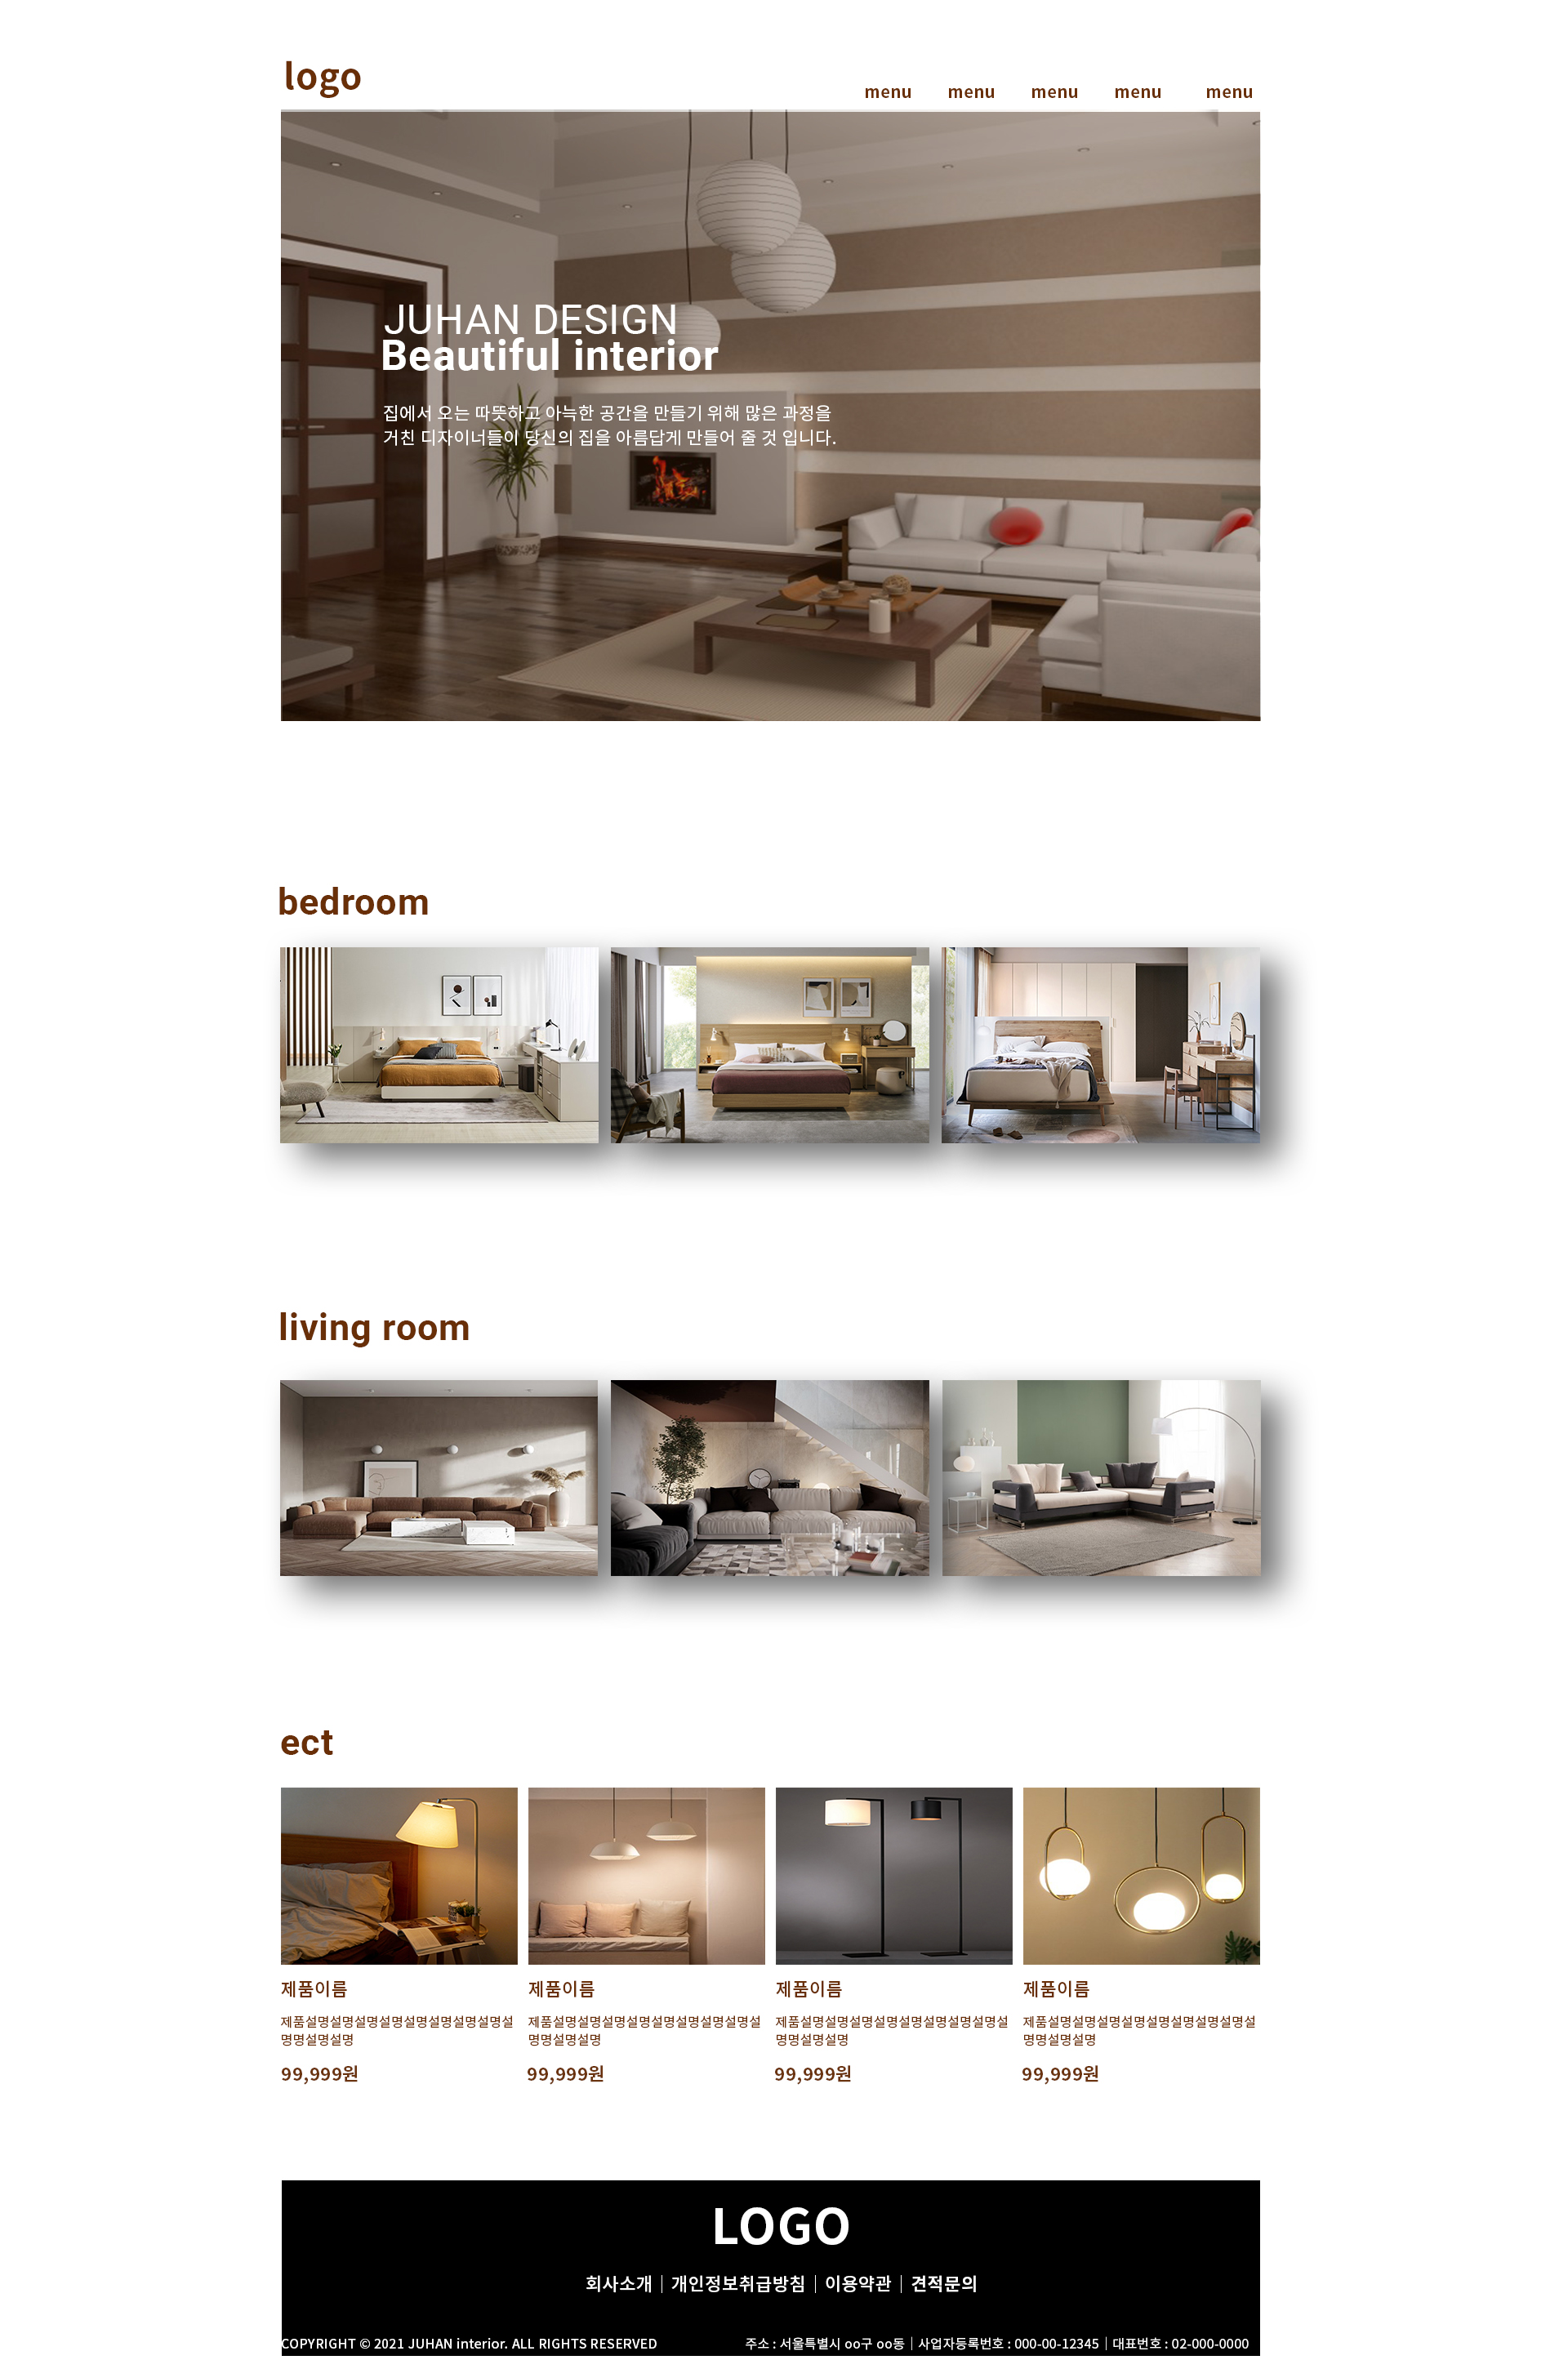 logo
menu menu menu menu menu
JUHAN DESIGN
Beautiful interior
집에서 오는 따뜻하고 아늑한 공간을 만들기 위해 많은 과정을
거친 디자이너들이 당신의 집을 아름답게 만들어 줄 것 입니다.
bedroom
living room
ect
제품이름
제품설명설명설명설명설명설명설명설명설
명명설명설명
99,999원
제품이름
제품설명설명설명설명설명설명설명설명설
명명설명설명
99,999원
제품이름
제품설명설명설명설명설명설명설명설명설
명명설명설명
99,999원
제품이름
제품설명설명설명설명설명설명설명설명설
명명설명설명
99,999원
LOGO
회사소개│개인정보취급방침│이용약관│견적문의
COPYRIGHT © 2021 JUHAN interior. ALL RIGHTS RESERVED
주소 : 서울특별시 oo구 oo동│사업자등록번호 : 000-00-12345│대표번호 : 02-000-0000